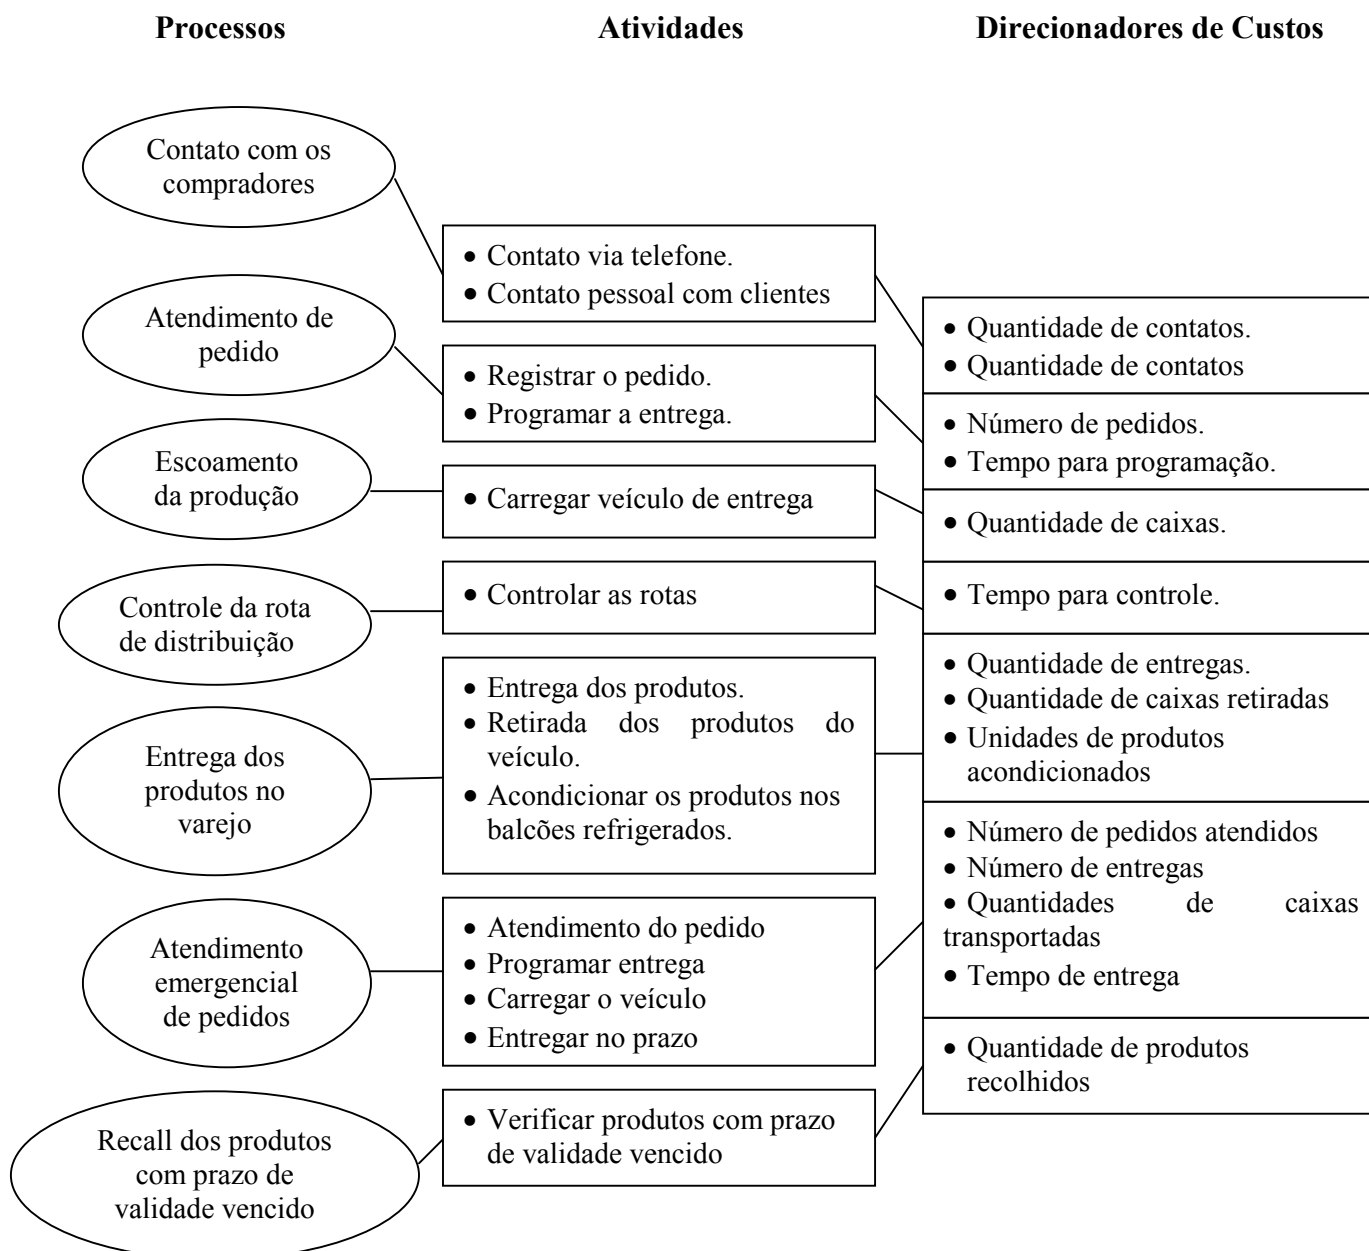 Processos
Atividades
Direcionadores de Custos
Contato com os
compradores
• Contato via telefone.
• Contato pessoal com clientes
• Quantidade de contatos.
• Quantidade de contatos
Atendimento de
pedido
• Registrar o pedido.
• Programar a entrega.
• Número de pedidos.
• Tempo para programação.
Escoamento
da produção
• Carregar veículo de entrega
• Quantidade de caixas.
Controle da rota
de distribuição
• Controlar as rotas
• Tempo para controle.
Entrega dos
produtos no
varejo
• Entrega dos produtos.
• Retirada dos produtos do
veículo.
• Acondicionar os produtos nos
balcões refrigerados.
• Quantidade de entregas.
• Quantidade de caixas retiradas
• Unidades de produtos
acondicionados
Atendimento
emergencial
de pedidos
• Atendimento do pedido
• Programar entrega
• Carregar o veículo
• Entregar no prazo
• Número de pedidos atendidos
• Número de entregas
• Quantidades de caixas
transportadas
• Tempo de entrega
Recall dos produtos
com prazo de
validade vencido
• Verificar produtos com prazo
de validade vencido
• Quantidade de produtos
recolhidos